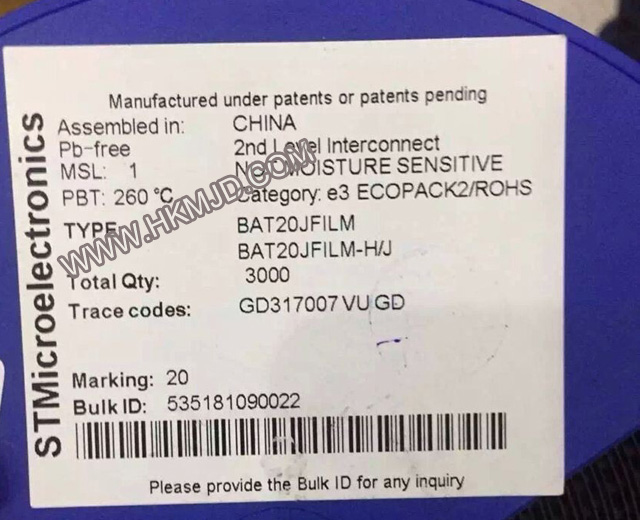 STMicroelectronics
Manufactured under patents or patents pending
Assembled in: CHINA
Pb-free 2nd Level Interconnect
MSL: 1 NOT MOISTURE SENSITIVE
PBT: 260 °C Category: e3 ECOPACK2/ROHS
TYPE: BAT20JFILM
BAT20JFILM-H/J
Total Qty: 3000
Trace codes: GD317007 VU GD
Marking: 20
Bulk ID: 535181090022
Please provide the Bulk ID for any inquiry
WWW.HKMJD.COM